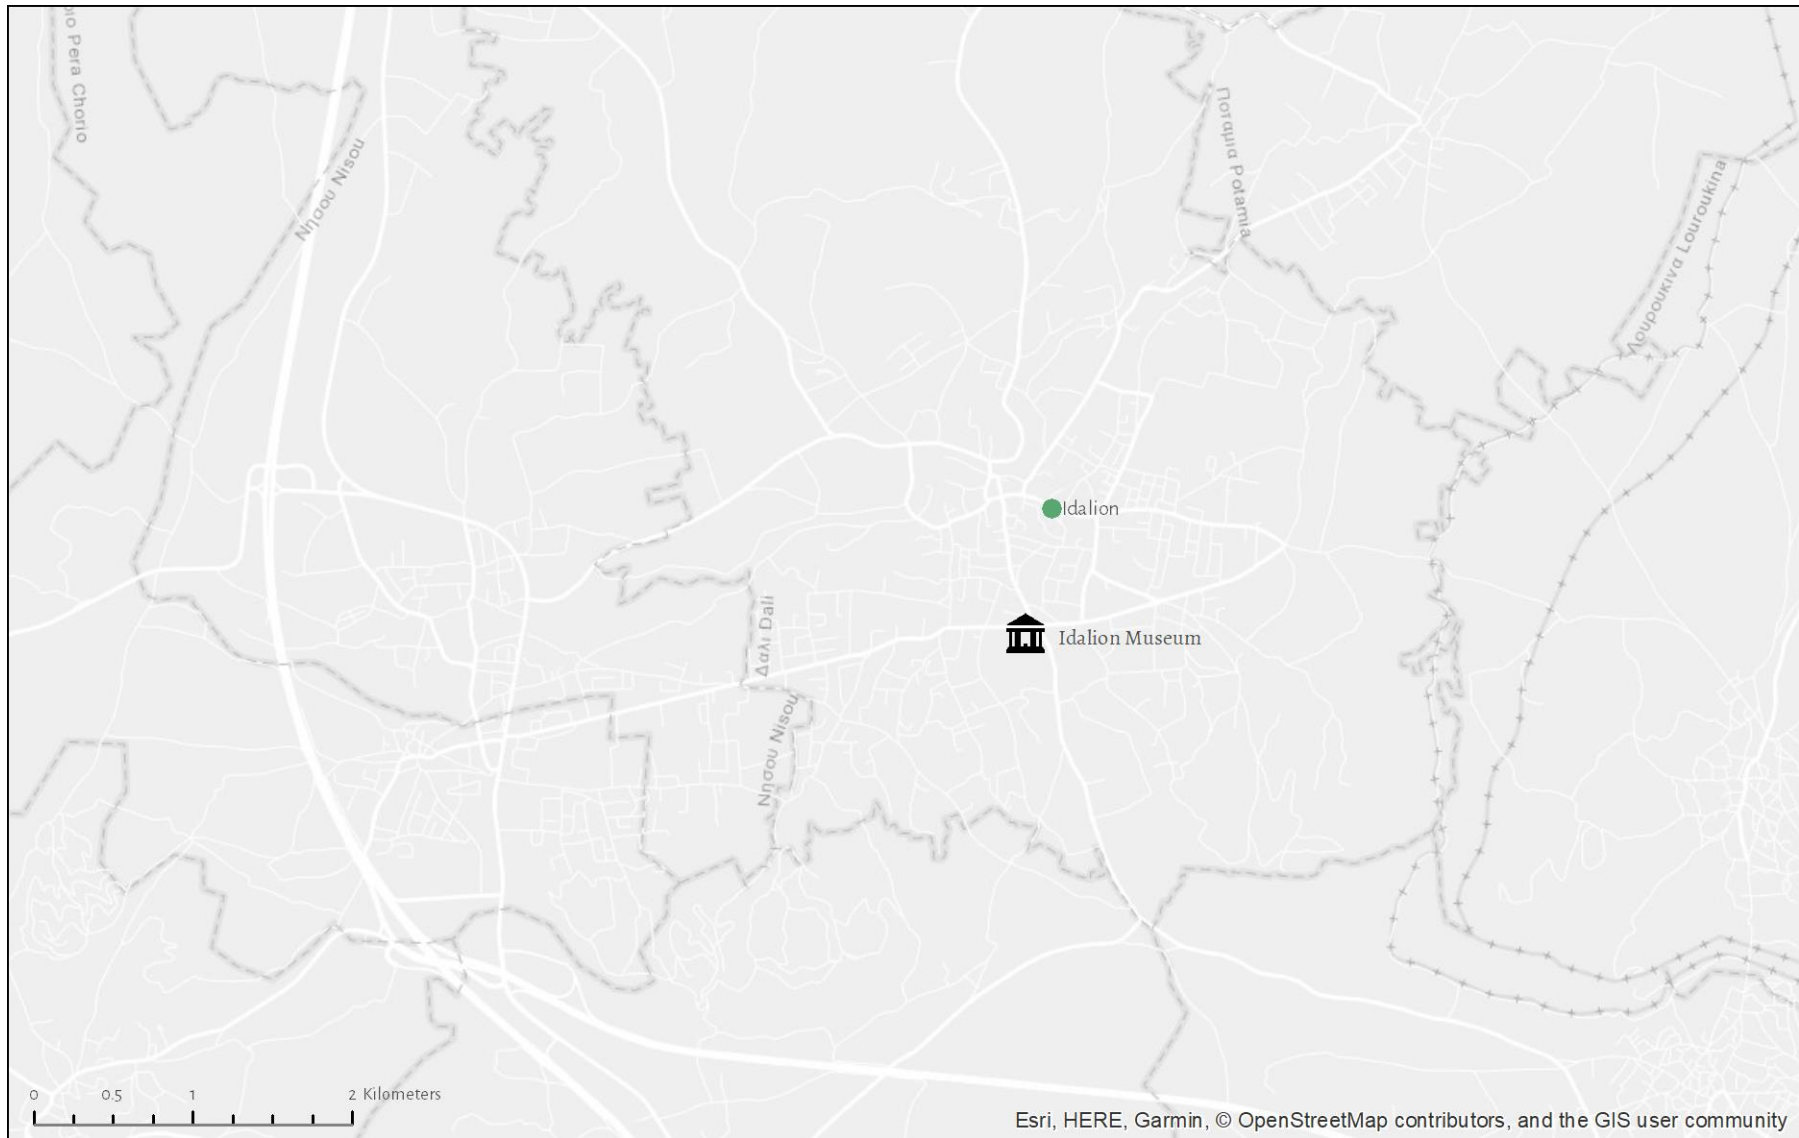 ριο Pera Chorio
Νησου Nisou
Ποταμια Potamia
Λουρουκινα Louroukina
Idalion
Δαλι Dali
Idalion Museum
Νησου Nisou
0 0.5 1 2 Kilometers
Esri, HERE, Garmin, © OpenStreetMap contributors, and the GIS user community